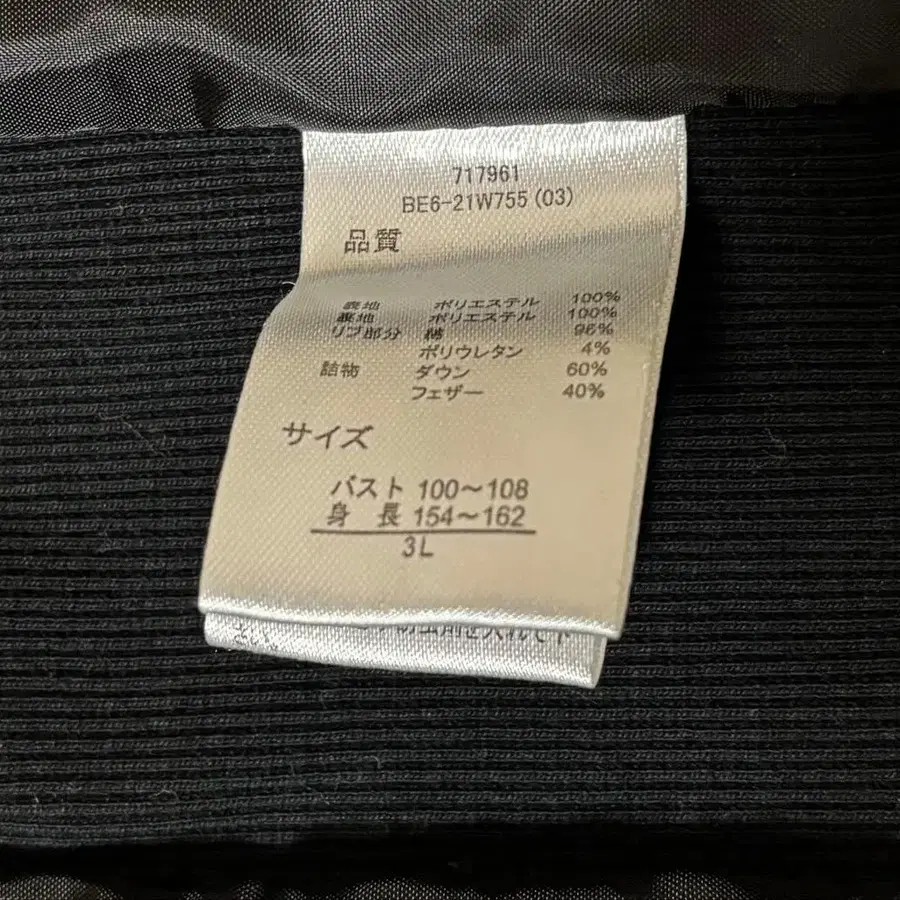 717961
BE6-21W755(03)
品質
表地 ポリエステル 100%
裏地 ポリエステル 100%
リブ部分 綿 96%
ポリウレタン 4%
詰物 ダウン 60%
フェザー 40%
サイズ
バスト 100～108
身 長 154～162
3L